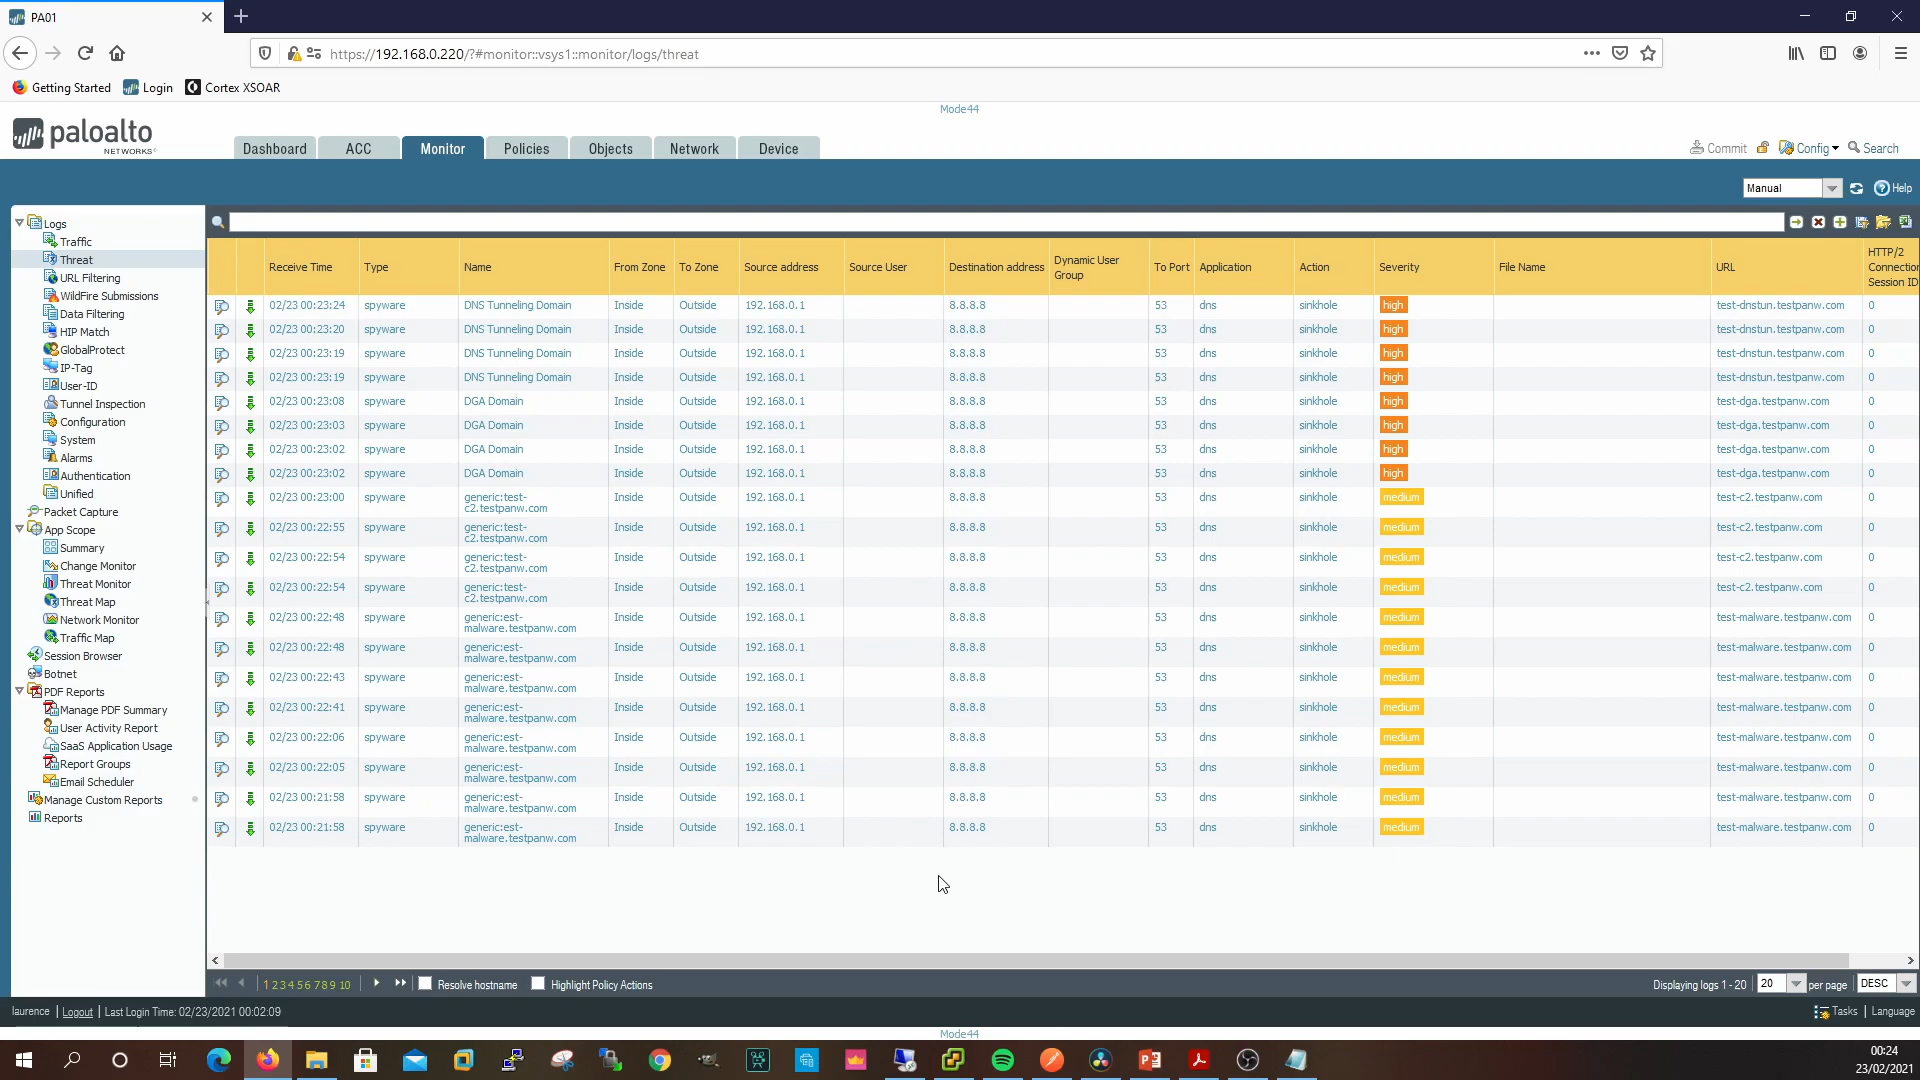 PA01
https://192.168.0.220/?#monitor::vsys1::monitor/logs/threat
Getting Started Login Cortex XSOAR
Mode44
paloalto
NETWORKS
Dashboard ACC Monitor Policies Objects Network Device
Commit Config Search
Manual Help
Logs
Traffic
Threat
URL Filtering
WildFire Submissions
Data Filtering
HIP Match
GlobalProtect
IP-Tag
User-ID
Tunnel Inspection
Configuration
System
Alarms
Authentication
Unified
Packet Capture
App Scope
Summary
Change Monitor
Threat Monitor
Threat Map
Network Monitor
Traffic Map
Session Browser
Botnet
PDF Reports
Manage PDF Summary
User Activity Report
SaaS Application Usage
Report Groups
Email Scheduler
Manage Custom Reports
Reports
Receive Time Type Name From Zone To Zone Source address Source User Destination address Dynamic User Group To Port Application Action Severity File Name URL HTTP/2 Connection Session ID
02/23 00:23:24 spyware DNS Tunneling Domain Inside Outside 192.168.0.1 8.8.8.8 53 dns sinkhole high test-dnstun.testpanw.com 0
02/23 00:23:20 spyware DNS Tunneling Domain Inside Outside 192.168.0.1 8.8.8.8 53 dns sinkhole high test-dnstun.testpanw.com 0
02/23 00:23:19 spyware DNS Tunneling Domain Inside Outside 192.168.0.1 8.8.8.8 53 dns sinkhole high test-dnstun.testpanw.com 0
02/23 00:23:19 spyware DNS Tunneling Domain Inside Outside 192.168.0.1 8.8.8.8 53 dns sinkhole high test-dnstun.testpanw.com 0
02/23 00:23:08 spyware DGA Domain Inside Outside 192.168.0.1 8.8.8.8 53 dns sinkhole high test-dga.testpanw.com 0
02/23 00:23:03 spyware DGA Domain Inside Outside 192.168.0.1 8.8.8.8 53 dns sinkhole high test-dga.testpanw.com 0
02/23 00:23:02 spyware DGA Domain Inside Outside 192.168.0.1 8.8.8.8 53 dns sinkhole high test-dga.testpanw.com 0
02/23 00:23:02 spyware DGA Domain Inside Outside 192.168.0.1 8.8.8.8 53 dns sinkhole high test-dga.testpanw.com 0
02/23 00:23:00 spyware generic:test-c2.testpanw.com Inside Outside 192.168.0.1 8.8.8.8 53 dns sinkhole medium test-c2.testpanw.com 0
02/23 00:22:55 spyware generic:test-c2.testpanw.com Inside Outside 192.168.0.1 8.8.8.8 53 dns sinkhole medium test-c2.testpanw.com 0
02/23 00:22:54 spyware generic:test-c2.testpanw.com Inside Outside 192.168.0.1 8.8.8.8 53 dns sinkhole medium test-c2.testpanw.com 0
02/23 00:22:54 spyware generic:test-c2.testpanw.com Inside Outside 192.168.0.1 8.8.8.8 53 dns sinkhole medium test-c2.testpanw.com 0
02/23 00:22:48 spyware generic:est-malware.testpanw.com Inside Outside 192.168.0.1 8.8.8.8 53 dns sinkhole medium test-malware.testpanw.com 0
02/23 00:22:48 spyware generic:est-malware.testpanw.com Inside Outside 192.168.0.1 8.8.8.8 53 dns sinkhole medium test-malware.testpanw.com 0
02/23 00:22:43 spyware generic:est-malware.testpanw.com Inside Outside 192.168.0.1 8.8.8.8 53 dns sinkhole medium test-malware.testpanw.com 0
02/23 00:22:41 spyware generic:est-malware.testpanw.com Inside Outside 192.168.0.1 8.8.8.8 53 dns sinkhole medium test-malware.testpanw.com 0
02/23 00:22:06 spyware generic:est-malware.testpanw.com Inside Outside 192.168.0.1 8.8.8.8 53 dns sinkhole medium test-malware.testpanw.com 0
02/23 00:22:05 spyware generic:est-malware.testpanw.com Inside Outside 192.168.0.1 8.8.8.8 53 dns sinkhole medium test-malware.testpanw.com 0
02/23 00:21:58 spyware generic:est-malware.testpanw.com Inside Outside 192.168.0.1 8.8.8.8 53 dns sinkhole medium test-malware.testpanw.com 0
02/23 00:21:58 spyware generic:est-malware.testpanw.com Inside Outside 192.168.0.1 8.8.8.8 53 dns sinkhole medium test-malware.testpanw.com 0
1 2 3 4 5 6 7 8 9 10 Resolve hostname Highlight Policy Actions Displaying logs 1 - 20 20 per page DESC
laurence | Logout | Last Login Time: 02/23/2021 00:02:09 Tasks | Language
Mode44
00:24
23/02/2021